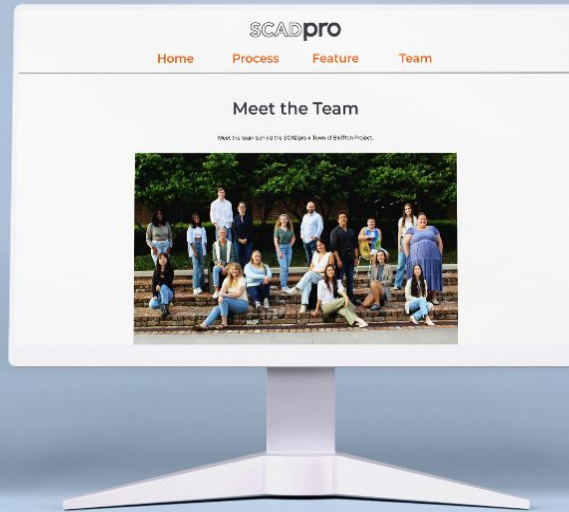 SCADpro
Home Process Feature Team
Meet the Team
Meet the team behind the SCADpro x Town of Bluffton Project.